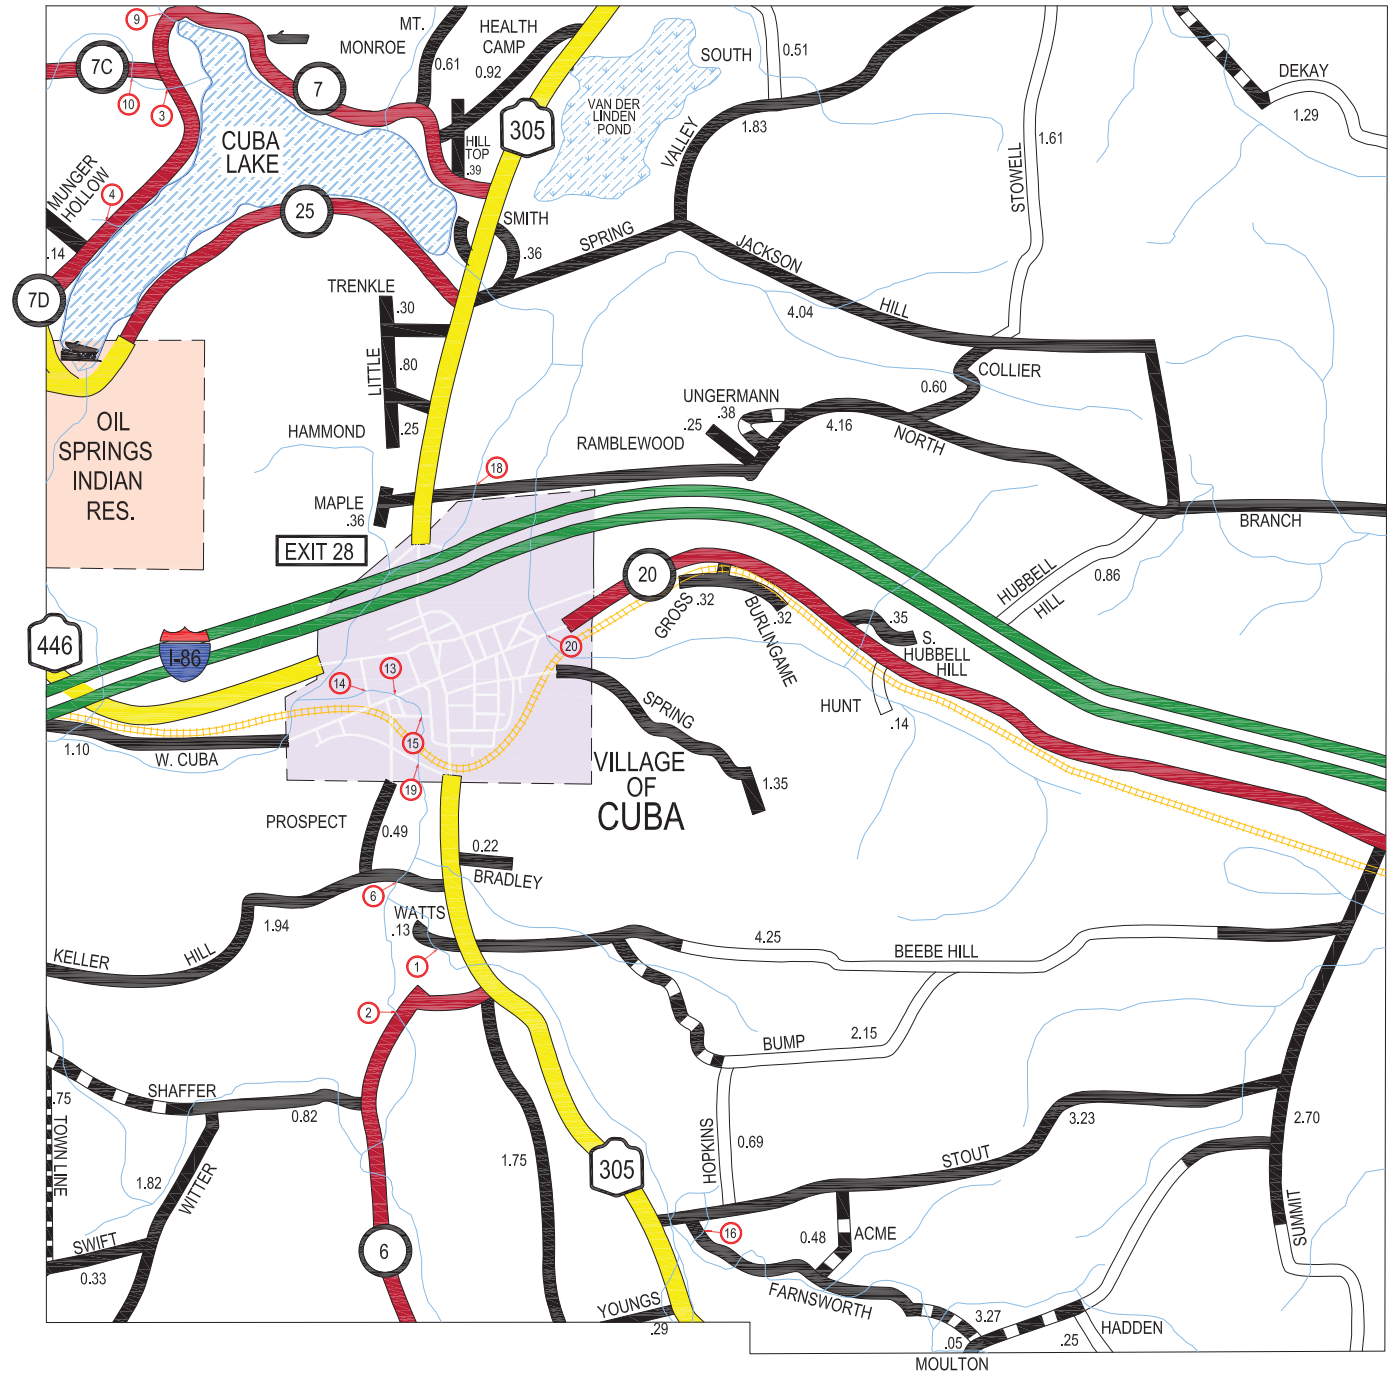 9
MT.
MONROE
HEALTH
CAMP
0.61
0.92
7C
7
10
3
305
SOUTH
0.51
VAN DER
LINDEN
POND
VALLEY
1.83
STOWELL
1.61
DEKAY
1.29
CUBA
LAKE
HILL
TOP
.39
MUNGER
HOLLOW
4
.14
25
SMITH
.36
SPRING
JACKSON
HILL
4.04
7D
TRENKLE
.30
LITTLE
.80
.25
COLLIER
0.60
UNGERMANN
.38
.25
RAMBLEWOOD
4.16
NORTH
BRANCH
OIL
SPRINGS
INDIAN
RES.
HAMMOND
MAPLE
.36
18
EXIT 28
20
GROSS
.32
BURLINGAME
.32
HUBBELL
HILL
0.86
.35
S.
HUBBELL
HILL
HUNT
.14
446
I-86
20
13
14
15
19
SPRING
1.35
1.10
W. CUBA
VILLAGE
OF
CUBA
PROSPECT
0.49
0.22
BRADLEY
6
WATTS
.13
1
KELLER
HILL
1.94
4.25
BEEBE HILL
2
BUMP
2.15
SHAFFER
0.82
.75
TOWN LINE
1.82
WITTER
SWIFT
0.33
6
1.75
305
HOPKINS
0.69
STOUT
3.23
2.70
SUMMIT
16
0.48
ACME
FARNSWORTH
3.27
.05
.25
HADDEN
YOUNGS
.29
MOULTON